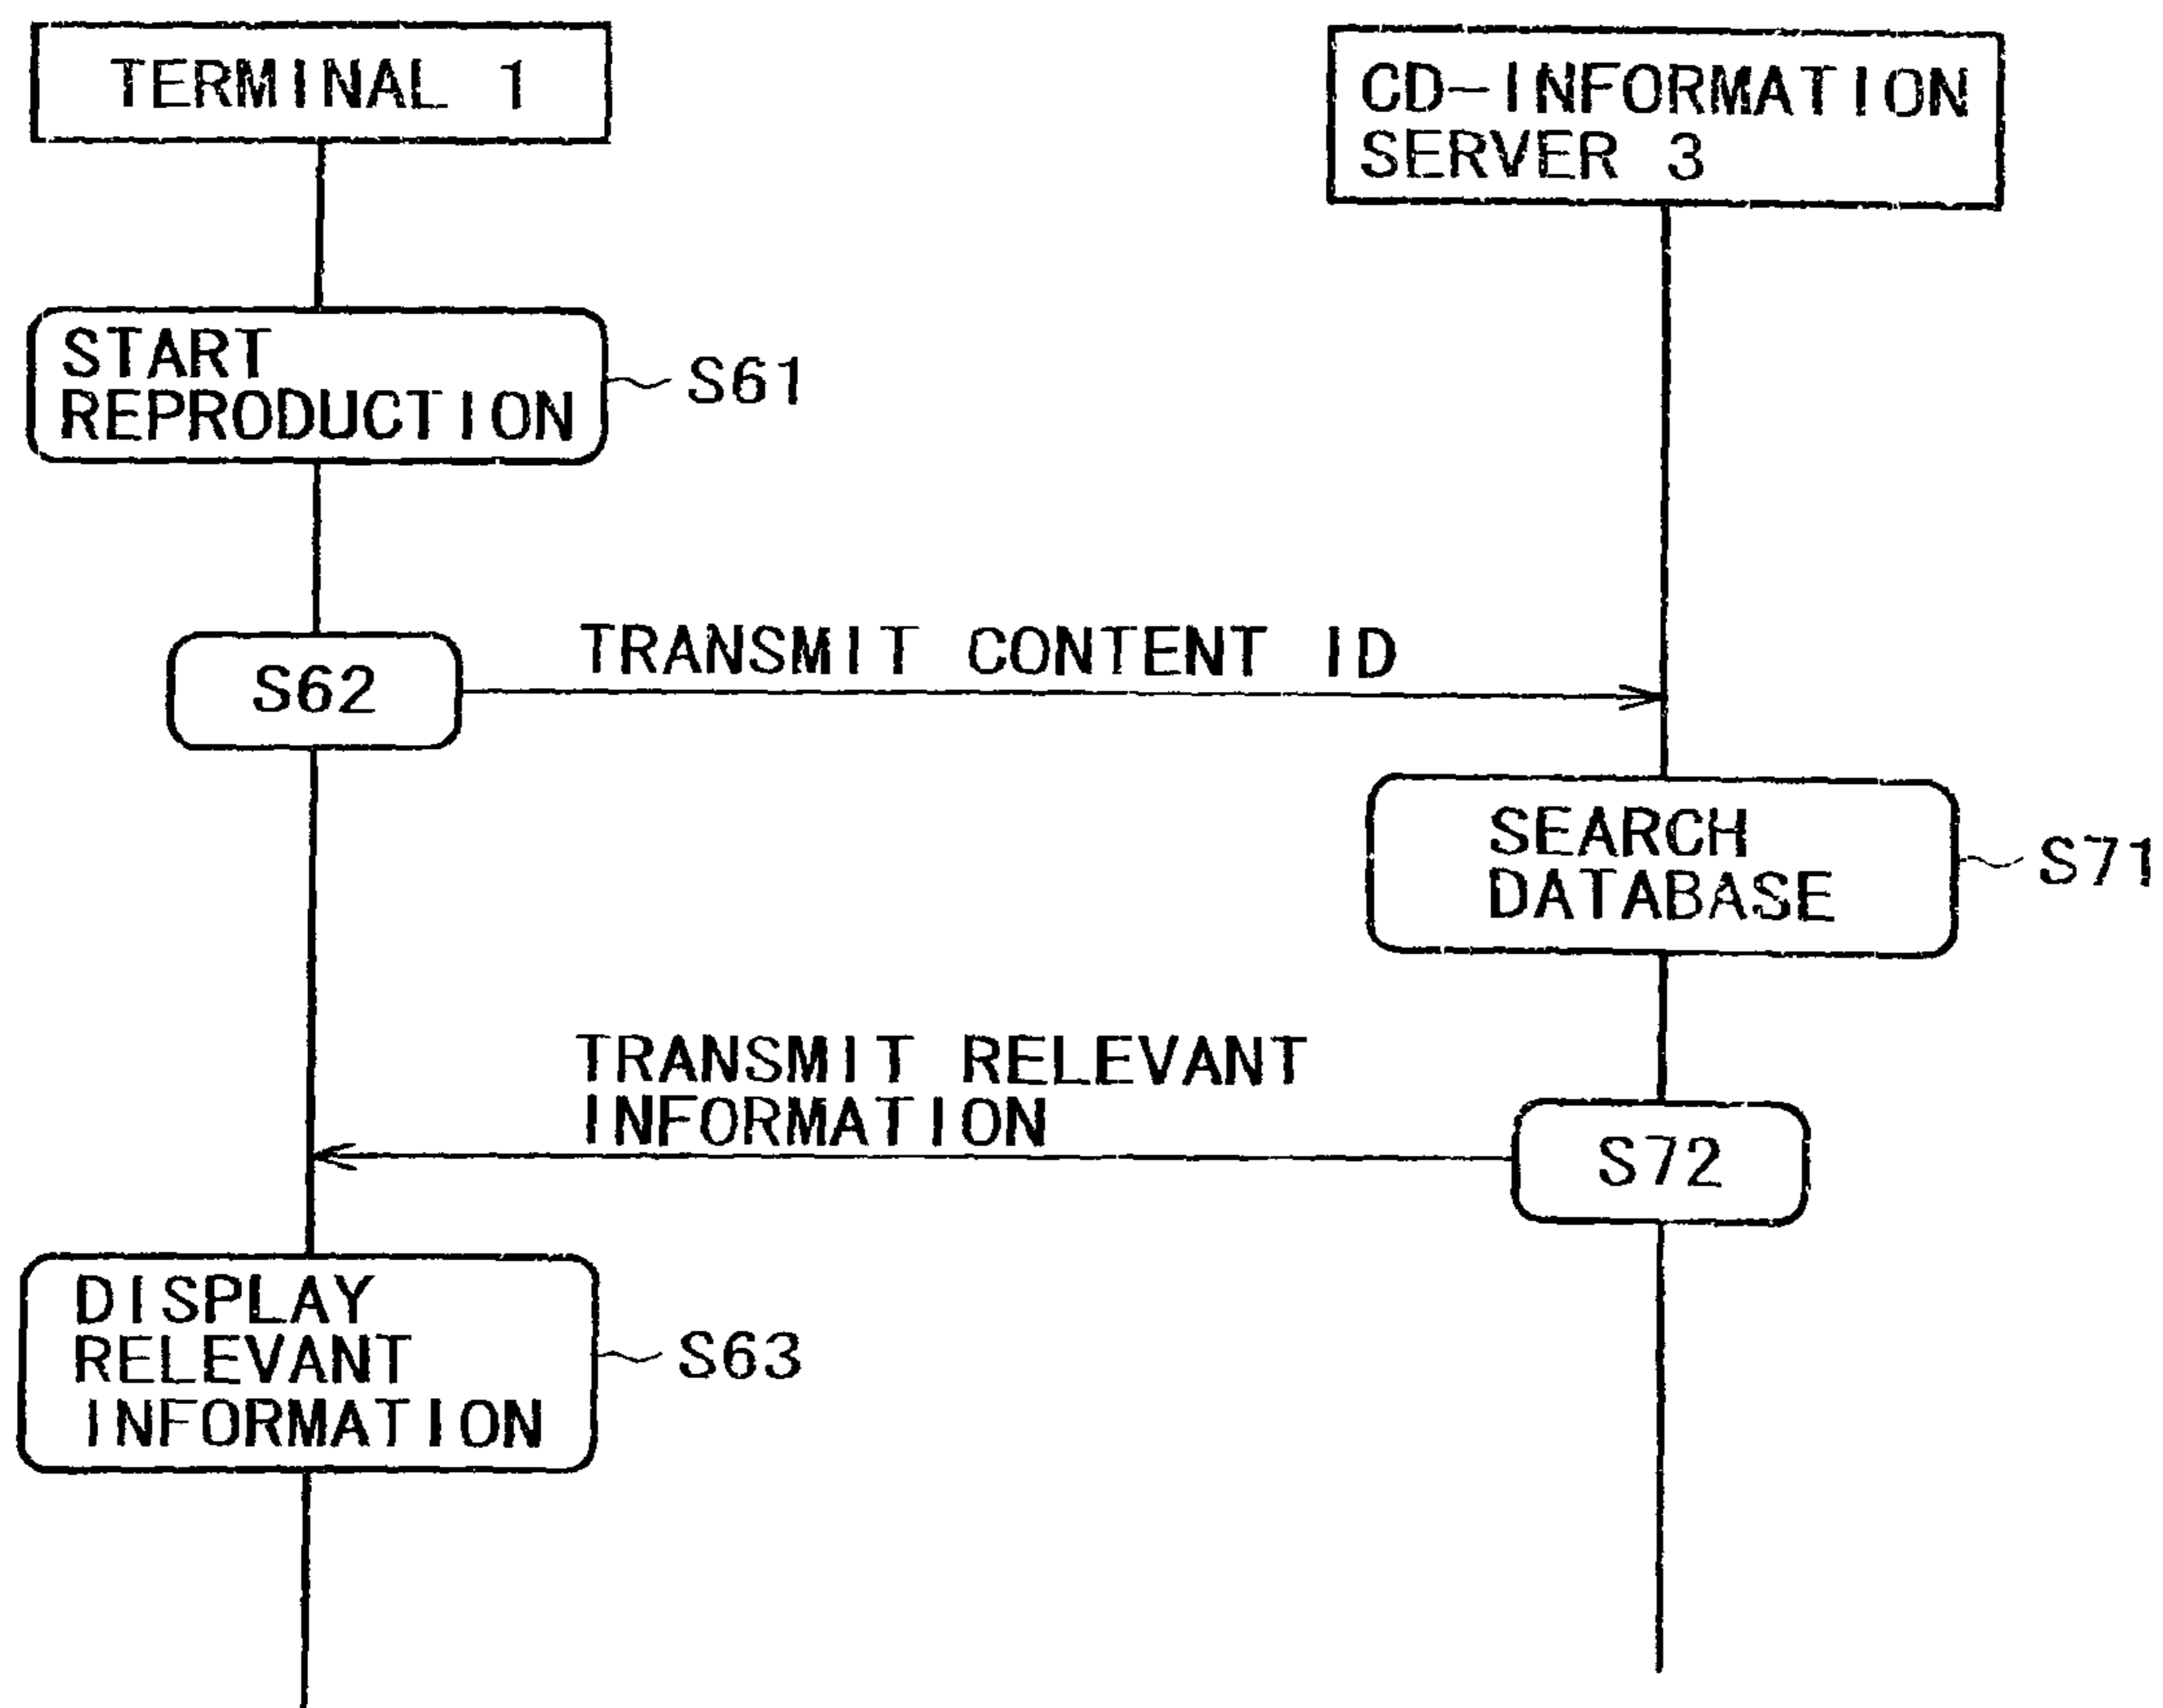 TERMINAL 1
CD-INFORMATION
SERVER 3
START
REPRODUCTION
S61
S62
TRANSMIT CONTENT ID
SEARCH
DATABASE
S71
TRANSMIT RELEVANT
INFORMATION
S72
DISPLAY
RELEVANT
INFORMATION
S63